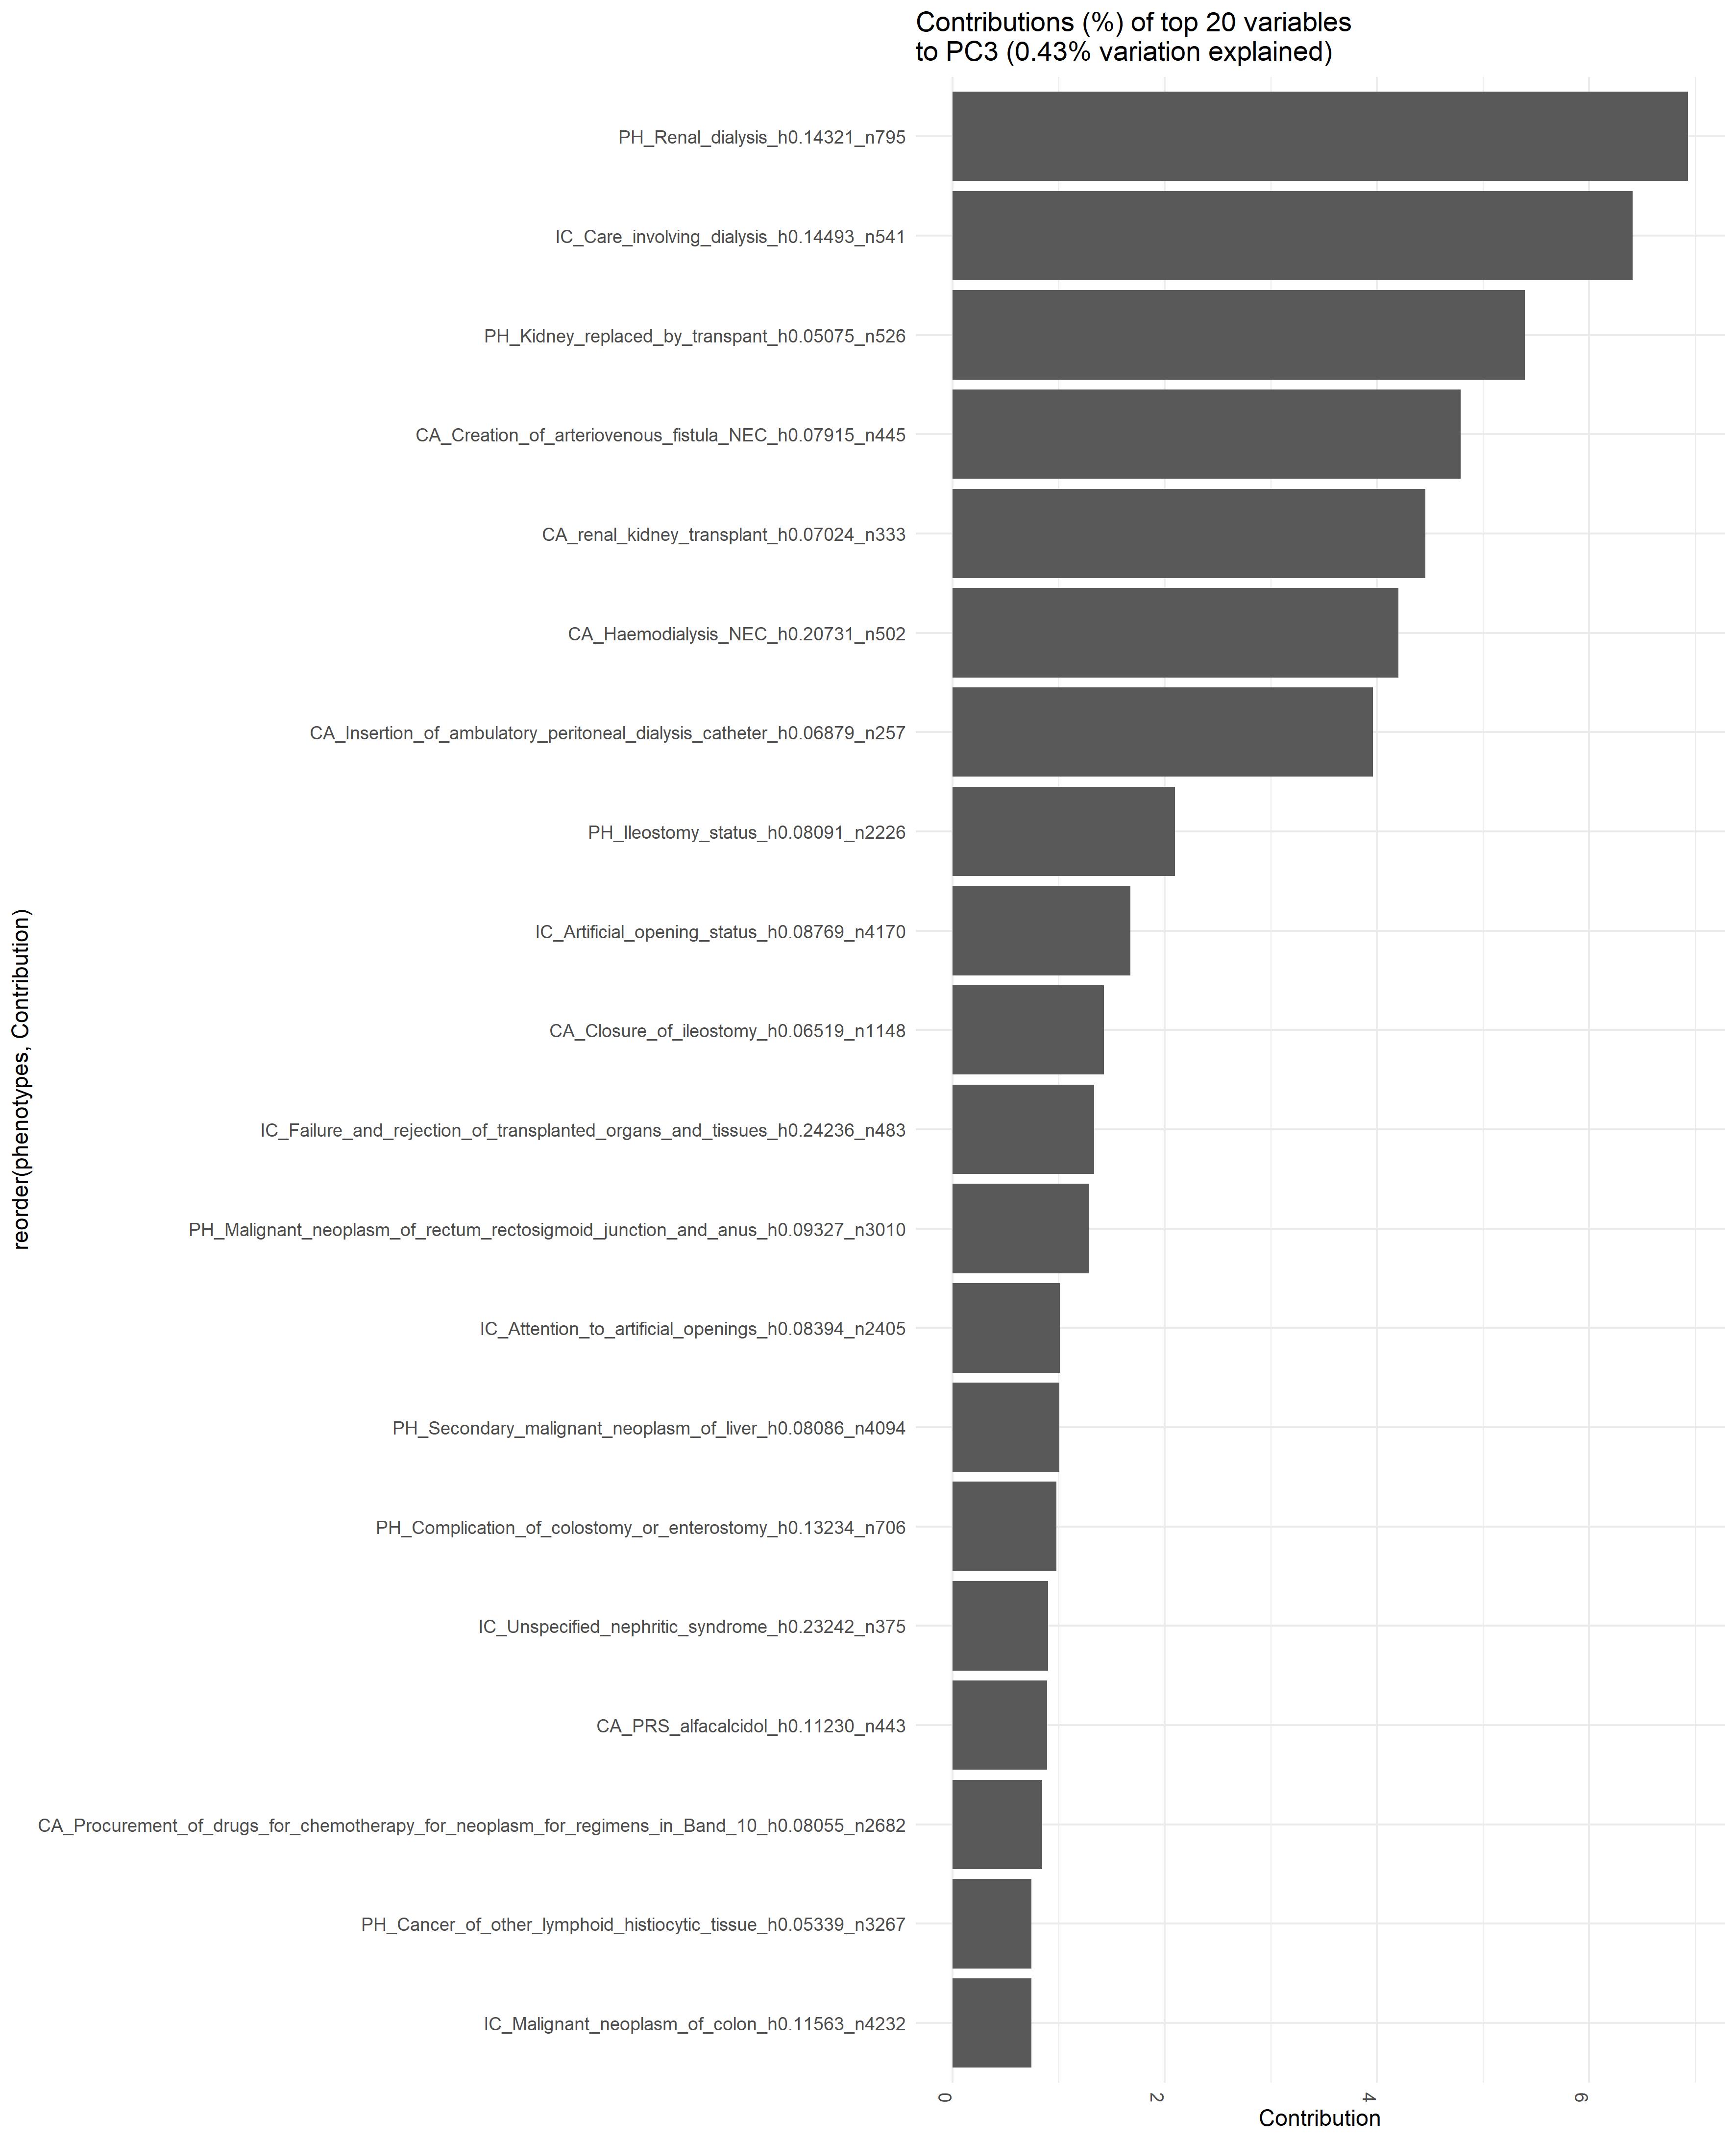 Contributions (%) of top 20 variables
to PC3 (0.43% variation explained)
PH_Renal_dialysis_h0.14321_n795
IC_Care_involving_dialysis_h0.14493_n541
PH_Kidney_replaced_by_transpant_h0.05075_n526
CA_Creation_of_arteriovenous_fistula_NEC_h0.07915_n445
CA_renal_kidney_transplant_h0.07024_n333
CA_Haemodialysis_NEC_h0.20731_n502
CA_Insertion_of_ambulatory_peritoneal_dialysis_catheter_h0.06879_n257
PH_Ileostomy_status_h0.08091_n2226
IC_Artificial_opening_status_h0.08769_n4170
CA_Closure_of_ileostomy_h0.06519_n1148
IC_Failure_and_rejection_of_transplanted_organs_and_tissues_h0.24236_n483
PH_Malignant_neoplasm_of_rectum_rectosigmoid_junction_and_anus_h0.09327_n3010
IC_Attention_to_artificial_openings_h0.08394_n2405
PH_Secondary_malignant_neoplasm_of_liver_h0.08086_n4094
PH_Complication_of_colostomy_or_enterostomy_h0.13234_n706
IC_Unspecified_nephritic_syndrome_h0.23242_n375
CA_PRS_alfacalcidol_h0.11230_n443
CA_Procurement_of_drugs_for_chemotherapy_for_neoplasm_for_regimens_in_Band_10_h0.08055_n2682
PH_Cancer_of_other_lymphoid_histiocytic_tissue_h0.05339_n3267
IC_Malignant_neoplasm_of_colon_h0.11563_n4232
reorder(phenotypes, Contribution)
0 2 4 6
Contribution